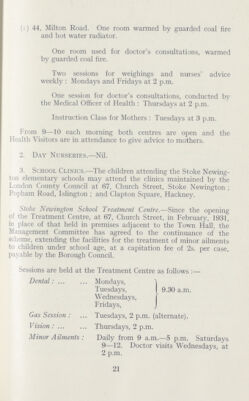 (c) 44, Milton Road. One room warmed by guarded coal fire
and hot water radiator.
One room used for doctor's consultations, warmed
by guarded coal fire.
Two sessions for weighings and nurses' advice
weekly : Mondays and Fridays at 2 p.m.
One session for doctor's consultations, conducted by
the Medical Officer of Health : Thursdays at 2 p.m.
Instruction Class for Mothers : Tuesdays at 3 p.m.
From 9—10 each morning both centres are open and the
Health Visitors are in attendance to give advice to mothers.
2. DAY NURSERIES.—Nil.
3. SCHOOL CLINICS.—The children attending the Stoke Newing-
ton elementary schools may attend the clinics maintained by the
London County Council at 67, Church Street, Stoke Newington ;
Popham Road, Islington ; and Clapton Square, Hackney.
Stoke Newington School Treatment Centre.—Since the opening
of the Treatment Centre, at 67, Church Street, in February, 1931,
in place of that held in premises adjacent to the Town Hall, the
Management Committee has agreed to the continuance of the
scheme, extending the facilities for the treatment of minor ailments
to children under school age, at a capitation fee of 2s. per case,
payable by the Borough Council.
Sessions are held at the Treatment Centre as follows :—
Dental : ... ... Mondays,
Tuesdays,
Wednesdays, 9.30 a.m.
Fridays,
Gas Session : ... Tuesdays, 2 p.m. (alternate).
Vision : ... ... Thursdays, 2 p.m.
Minor Ailments : Daily from 9 a.m.—5 p.m. Saturdays
9—12. Doctor visits Wednesdays, at
2 p.m.
21